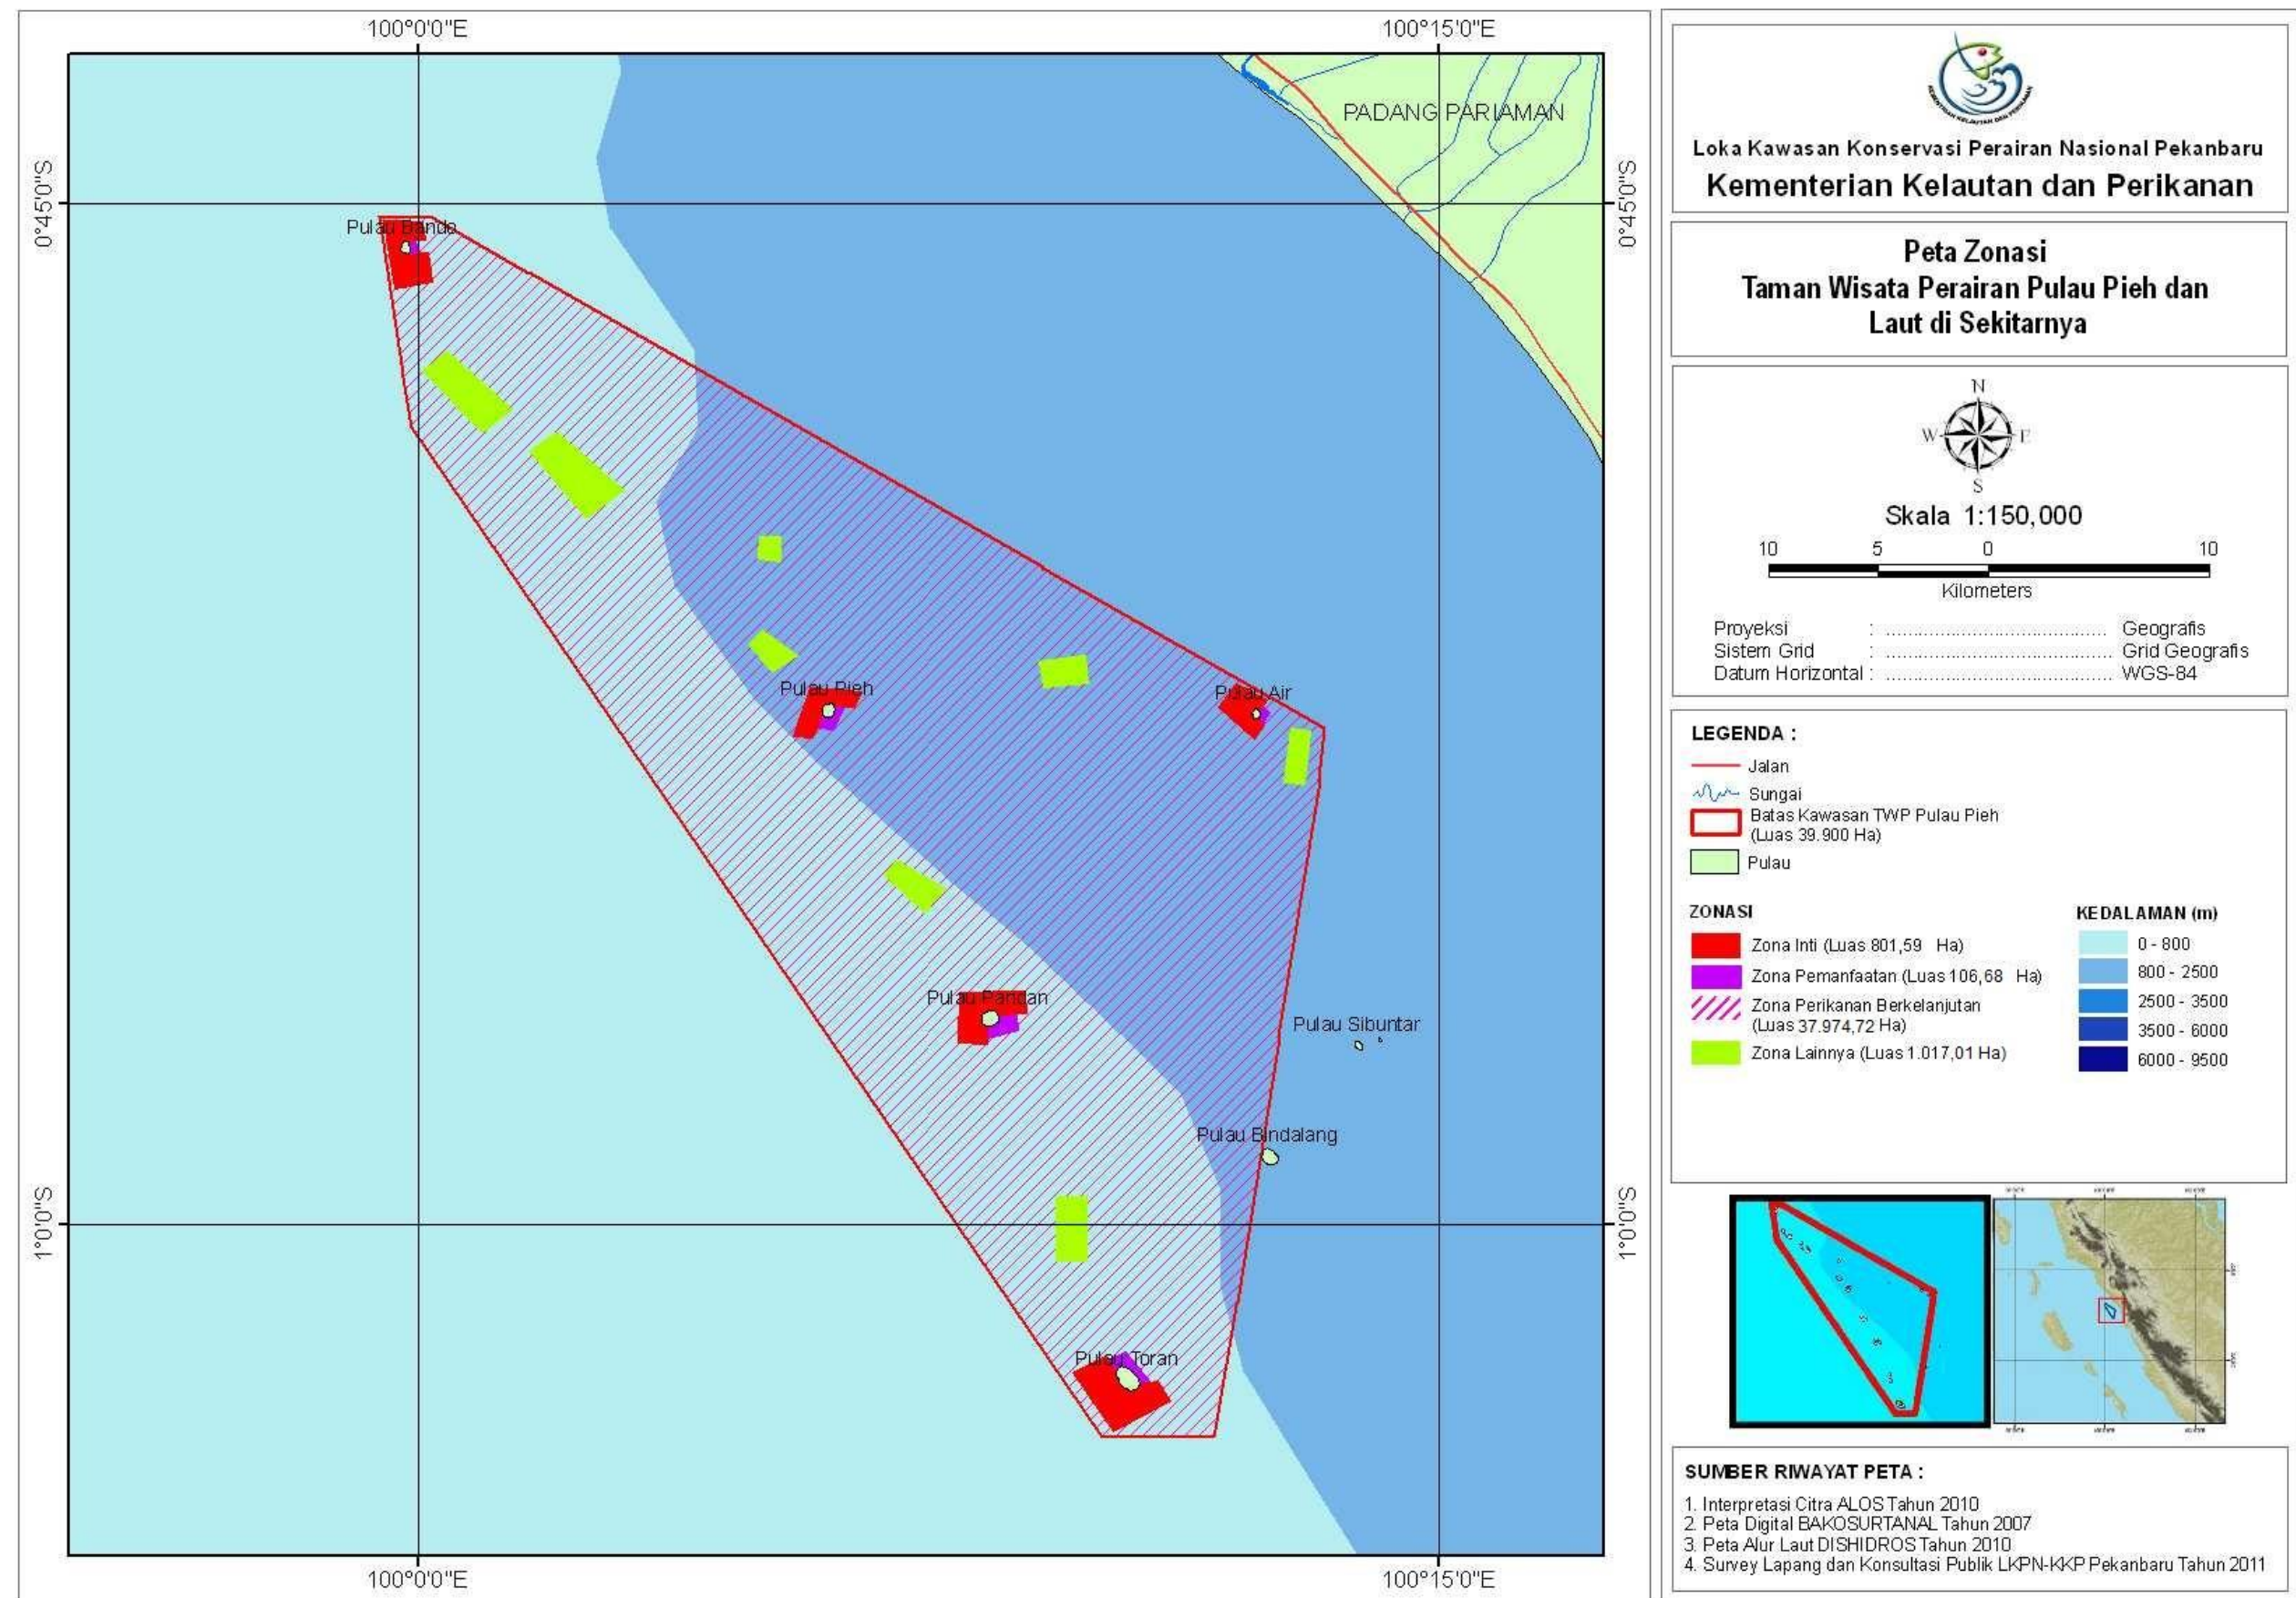 100°0'0"E
100°15'0"E
0°45'0"S
0°45'0"S
PADANG PARIAMAN
Pulau Bando
Pulau Pieh
Pulau Air
Pulau Pandan
Pulau Sibuntar
Pulau Bindalang
1°0'0"S
1°0'0"S
Pulau Toran
100°0'0"E
100°15'0"E
KEMENTERIAN KELAUTAN DAN PERIKANAN
Loka Kawasan Konservasi Perairan Nasional Pekanbaru
Kementerian Kelautan dan Perikanan
Peta Zonasi
Taman Wisata Perairan Pulau Pieh dan
Laut di Sekitarnya
N
W E
S
Skala 1:150,000
10 5 0 10
Kilometers
Proyeksi : ........................................ Geografis
Sistem Grid : ......................................... Grid Geografis
Datum Horizontal : ......................................... WGS-84
LEGENDA :
Jalan
Sungai
Batas Kawasan TWP Pulau Pieh
(Luas 39.900 Ha)
Pulau
ZONASI
Zona Inti (Luas 801,59 Ha)
Zona Pemanfaatan (Luas 106,68 Ha)
Zona Perikanan Berkelanjutan
(Luas 37.974,72 Ha)
Zona Lainnya (Luas 1.017,01 Ha)
KEDALAMAN (m)
0 - 800
800 - 2500
2500 - 3500
3500 - 6000
6000 - 9500
SUMBER RIWAYAT PETA :
1. Interpretasi Citra ALOS Tahun 2010
2. Peta Digital BAKOSURTANAL Tahun 2007
3. Peta Alur Laut DISHIDROS Tahun 2010
4. Survey Lapang dan Konsultasi Publik LKPN-KKP Pekanbaru Tahun 2011